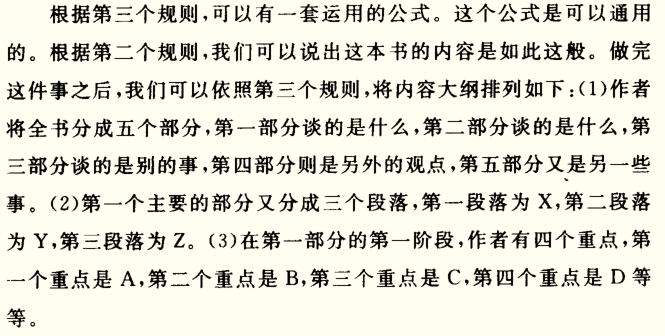 根据第三个规则,可以有一套运用的公式。这个公式是可以通用
的。根据第二个规则,我们可以说出这本书的内容是如此这般。做完
这件事之后,我们可以依照第三个规则,将内容大纲排列如下:(1)作者
将全书分成五个部分,第一部分谈的是什么,第二部分谈的是什么,第
三部分谈的是别的事,第四部分则是另外的观点,第五部分又是另一些
事。(2)第一个主要的部分又分成三个段落,第一段落为 X,第二段落
为 Y,第三段落为 Z。(3)在第一部分的第一阶段,作者有四个重点,第
一个重点是 A,第二个重点是 B,第三个重点是 C,第四个重点是 D 等
等。